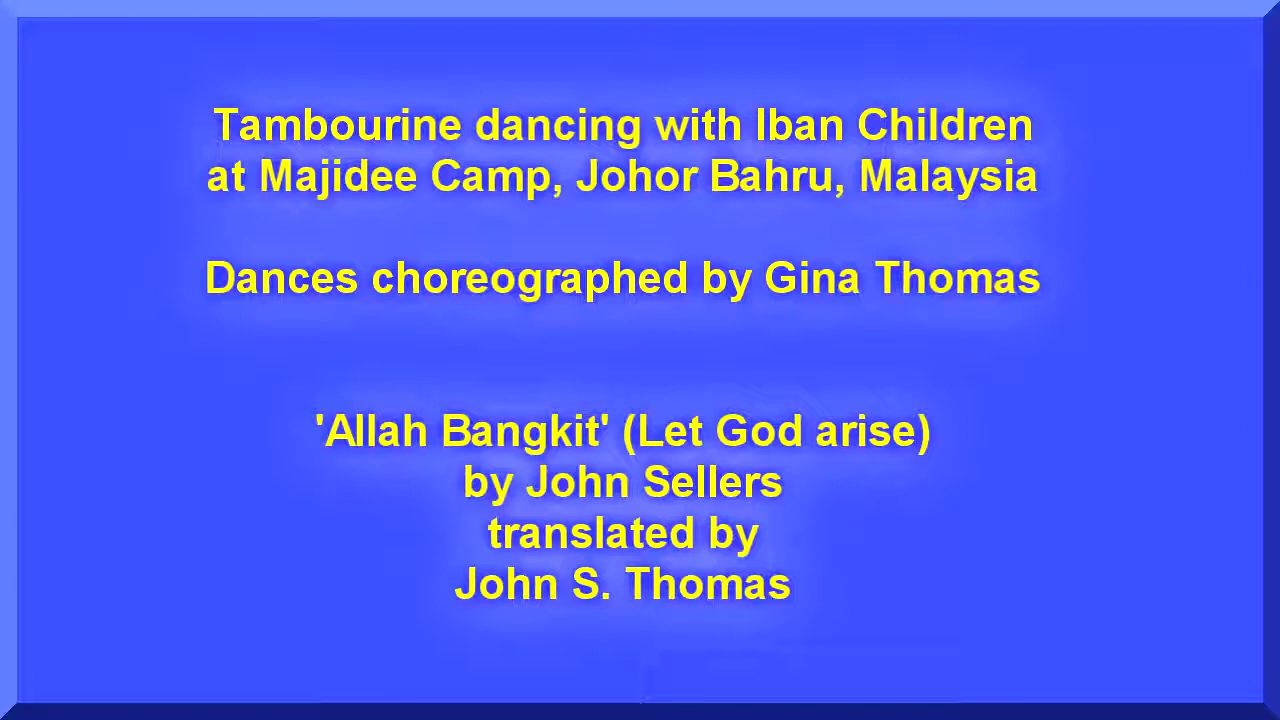 Tambourine dancing with Iban Children
at Majidee Camp, Johor Bahru, Malaysia
Dances choreographed by Gina Thomas
'Allah Bangkit' (Let God arise)
by John Sellers
translated by
John S. Thomas